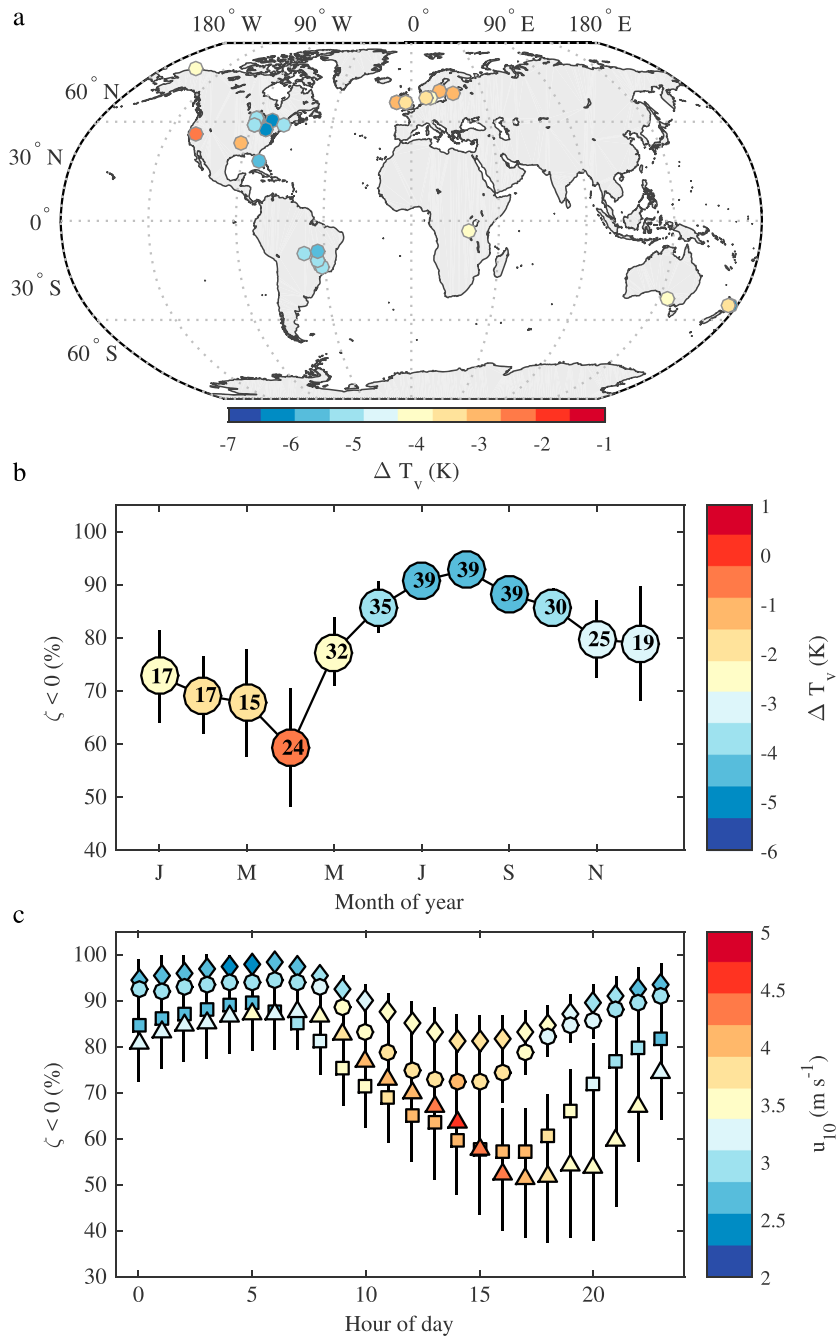 a
180° W 90° W 0° 90° E 180° E
60° N
30° N
0°
30° S
60° S
-7 -6 -5 -4 -3 -2 -1
Δ Tv (K)
b
100
90
80
70
60
50
40
ζ < 0 (%)
17 17 15 24 32 35 39 39 39 30 25 19
J M M J S N
Month of year
1
0
-1
-2
-3
-4
-5
-6
Δ Tv (K)
c
100
90
80
70
60
50
40
30
ζ < 0 (%)
0 5 10 15 20
Hour of day
5
4.5
4
3.5
3
2.5
2
u10 (m s-1)